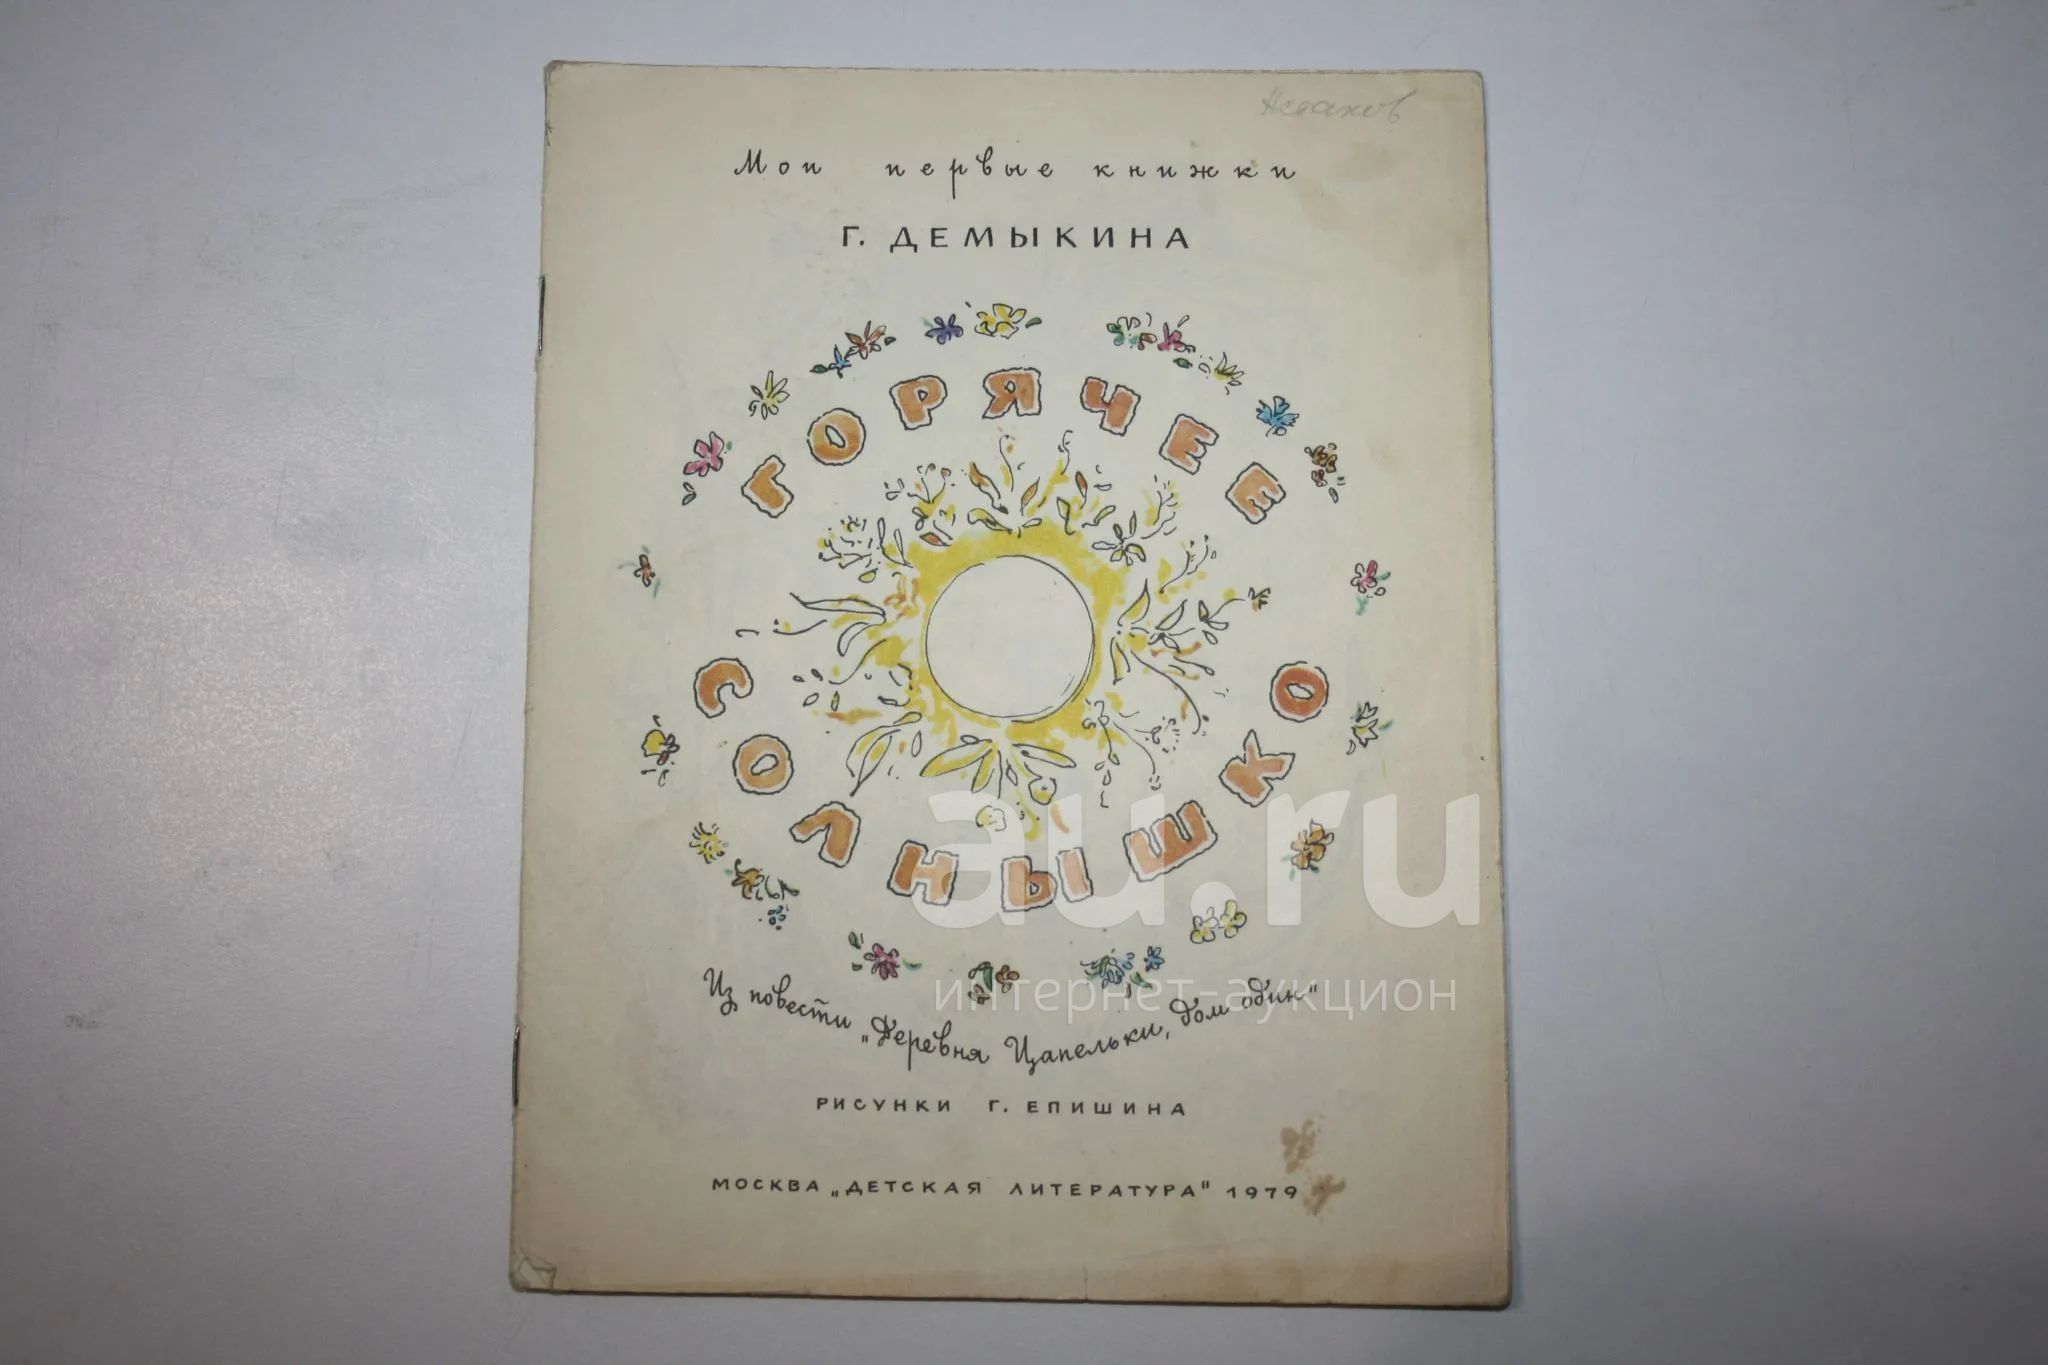 Мои первые книжки
Г. ДЕМЫКИНА
ГОРЯЧЕЕ
СОЛНЫШКО
au.ru
интернет-аукцион
Из повести „Деревня Цапельки, дом один"
РИСУНКИ Г. ЕПИШИНА
МОСКВА „ДЕТСКАЯ ЛИТЕРАТУРА" 1979